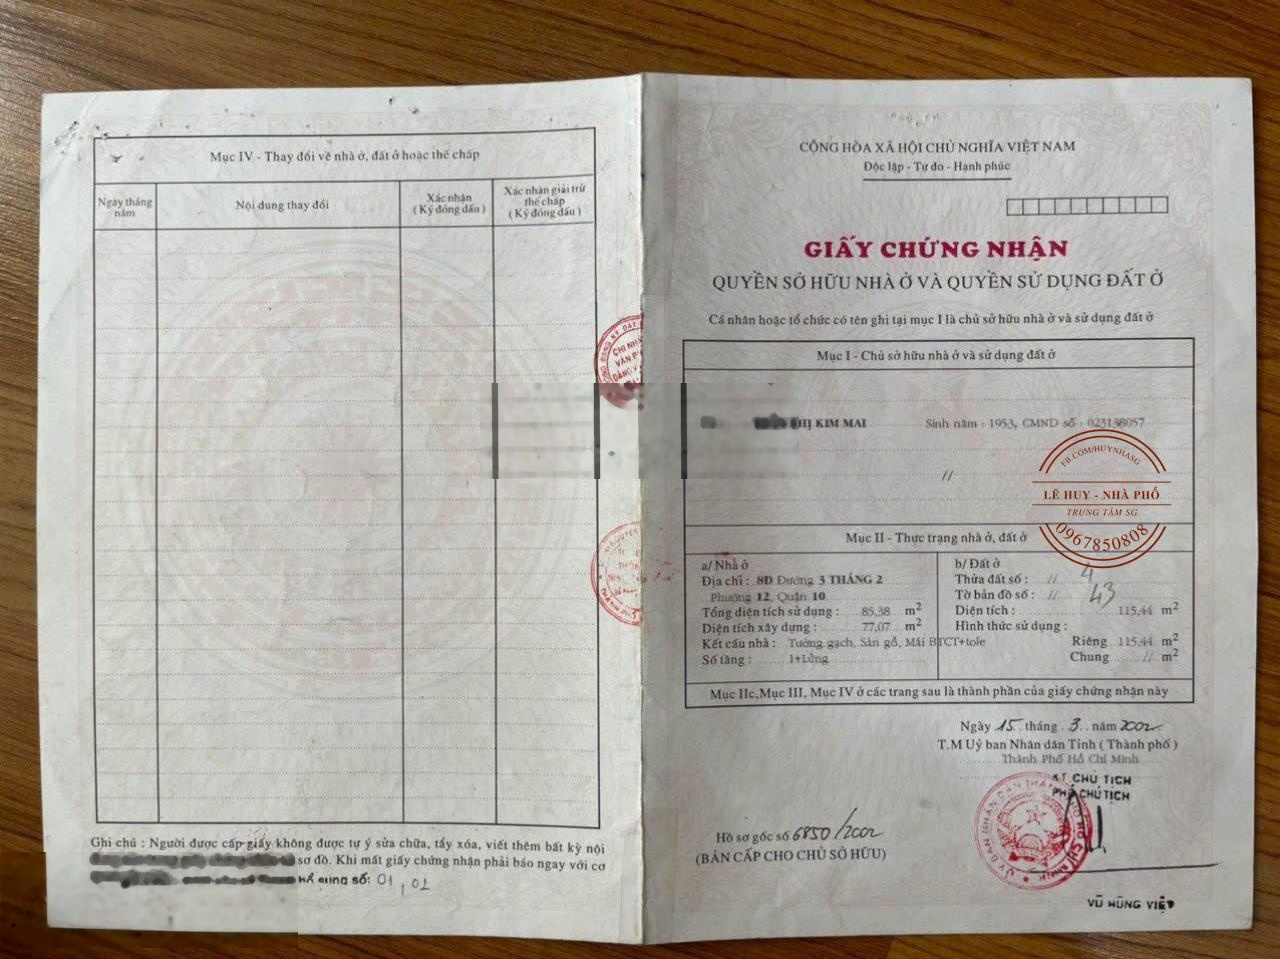 Mục IV - Thay đổi về nhà ở, đất ở hoặc thế chấp
Ngày tháng năm
Nội dung thay đổi
Xác nhận
( Ký đóng dấu )
Xác nhận giải trừ
thế chấp
( Ký đóng dấu )
Ghi chú : Người được cấp giấy không được tự ý sửa chữa, tẩy xóa, viết thêm bất kỳ nội
sơ đồ. Khi mất giấy chứng nhận phải báo ngay với cơ
số: 01, 02
CỘNG HÒA XÃ HỘI CHỦ NGHĨA VIỆT NAM
Độc lập - Tự do - Hạnh phúc
GIẤY CHỨNG NHẬN
QUYỀN SỞ HỮU NHÀ Ở VÀ QUYỀN SỬ DỤNG ĐẤT Ở
Cá nhân hoặc tổ chức có tên ghi tại mục I là chủ sở hữu nhà ở và sử dụng đất ở
Mục I - Chủ sở hữu nhà ở và sử dụng đất ở
KIM MAI Sinh năm : 1953, CMND số : 023138057
//
FB.COM/HUYNHASG
LÊ HUY - NHÀ PHỐ
TRUNG TÂM SG
0967850808
Mục II - Thực trạng nhà ở, đất ở
a/ Nhà ở
Địa chỉ : 8D Đường 3 THÁNG 2
Phường 12, Quận 10
Tổng diện tích sử dụng : 85,38 m2
Diện tích xây dựng : 77,07 m2
Kết cấu nhà : Tường gạch, Sàn gỗ, Mái BTCT+tole
Số tầng : 1+Lửng
b/ Đất ở
Thửa đất số : // 4
Tờ bản đồ số : // 43
Diện tích : 115,44 m2
Hình thức sử dụng :
Riêng 115,44 m2
Chung // m2
Mục IIc,Mục III, Mục IV ở các trang sau là thành phần của giấy chứng nhận này
Ngày 15 tháng 3 năm 2002
T.M Uỷ ban Nhân dân Tỉnh ( Thành phố )
Thành Phố Hồ Chí Minh
KT CHỦ TỊCH
PHÓ CHỦ TỊCH
Hồ sơ gốc số 6850/2002
(BẢN CẤP CHO CHỦ SỞ HỮU)
VŨ HÙNG VIỆT